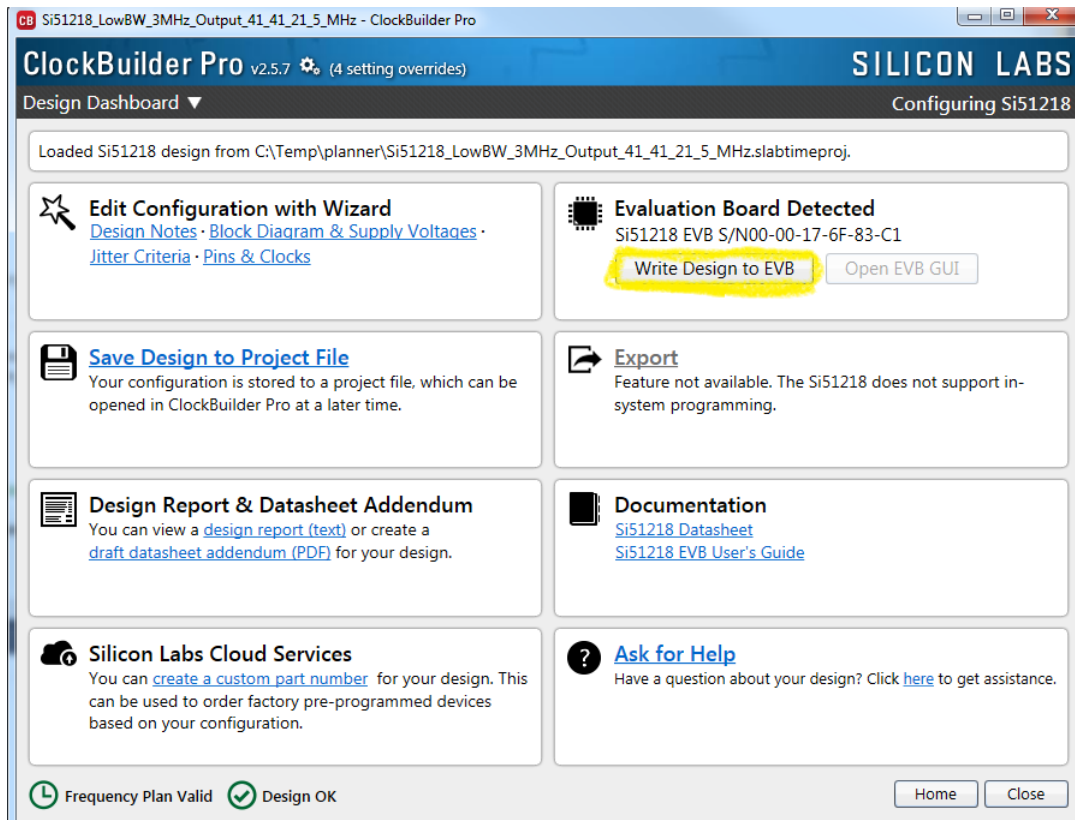 CB Si51218_LowBW_3MHz_Output_41_41_21_5_MHz - ClockBuilder Pro
ClockBuilder Pro v2.5.7 (4 setting overrides)
SILICON LABS
Design Dashboard ▼
Configuring Si51218
Loaded Si51218 design from C:\Temp\planner\Si51218_LowBW_3MHz_Output_41_41_21_5_MHz.slabtimeproj.
Edit Configuration with Wizard
Design Notes · Block Diagram & Supply Voltages ·
Jitter Criteria · Pins & Clocks
Evaluation Board Detected
Si51218 EVB S/N00-00-17-6F-83-C1
Write Design to EVB
Open EVB GUI
Save Design to Project File
Your configuration is stored to a project file, which can be
opened in ClockBuilder Pro at a later time.
Export
Feature not available. The Si51218 does not support in-
system programming.
Design Report & Datasheet Addendum
You can view a design report (text) or create a
draft datasheet addendum (PDF) for your design.
Documentation
Si51218 Datasheet
Si51218 EVB User's Guide
Silicon Labs Cloud Services
You can create a custom part number for your design. This
can be used to order factory pre-programmed devices
based on your configuration.
Ask for Help
Have a question about your design? Click here to get assistance.
Frequency Plan Valid
Design OK
Home
Close